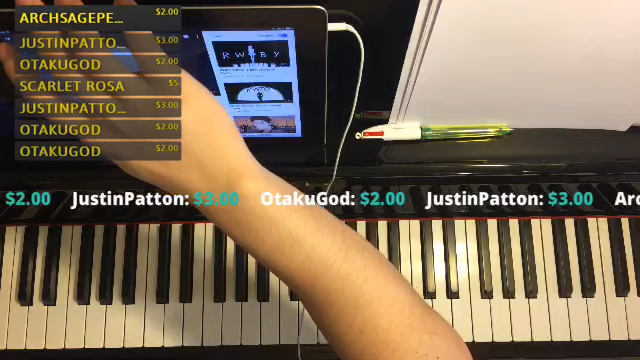 ARCHSAGEPE... $2.00
JUSTINPATTO... $3.00
OTAKUGOD $2.00
SCARLET ROSA $5
JUSTINPATTO... $3.00
OTAKUGOD $2.00
OTAKUGOD $2.00
RWBY
$2.00 JustinPatton: $3.00 OtakuGod: $2.00 JustinPatton: $3.00 Arc